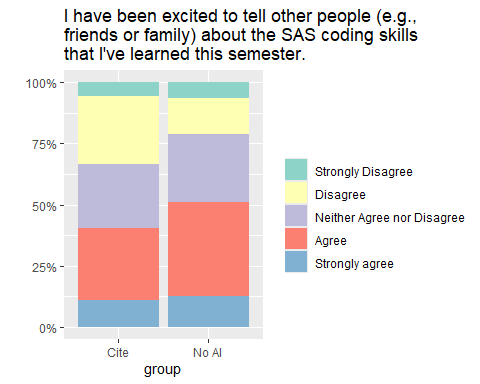 I have been excited to tell other people (e.g.,
friends or family) about the SAS coding skills
that I've learned this semester.
100%
75%
50%
25%
0%
Cite
No AI
group
Strongly Disagree
Disagree
Neither Agree nor Disagree
Agree
Strongly agree